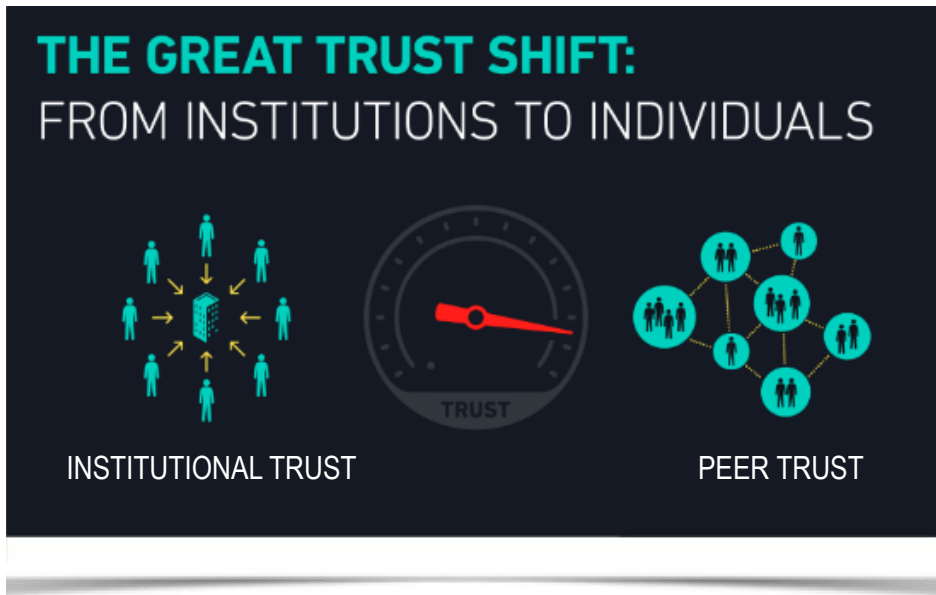 THE GREAT TRUST SHIFT:
FROM INSTITUTIONS TO INDIVIDUALS
TRUST
INSTITUTIONAL TRUST
PEER TRUST